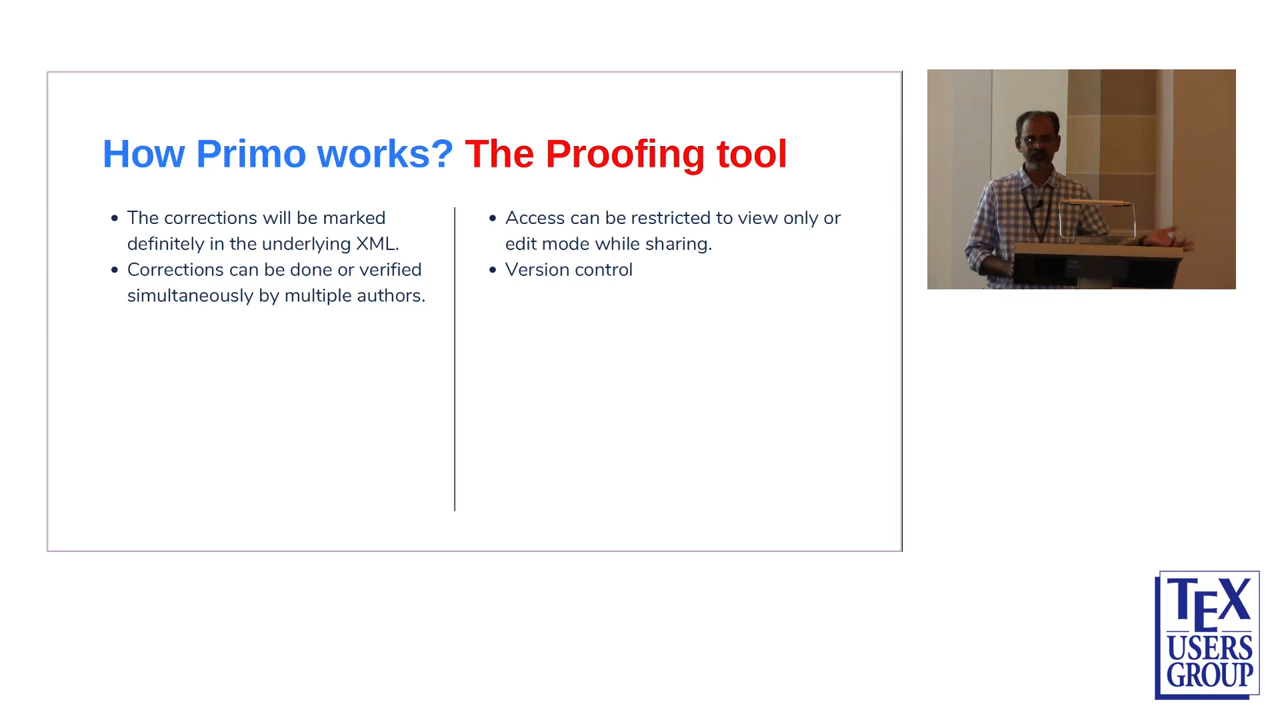 How Primo works? The Proofing tool
• The corrections will be marked
definitely in the underlying XML.
• Corrections can be done or verified
simultaneously by multiple authors.
• Access can be restricted to view only or
edit mode while sharing.
• Version control
TEX
USERS
GROUP